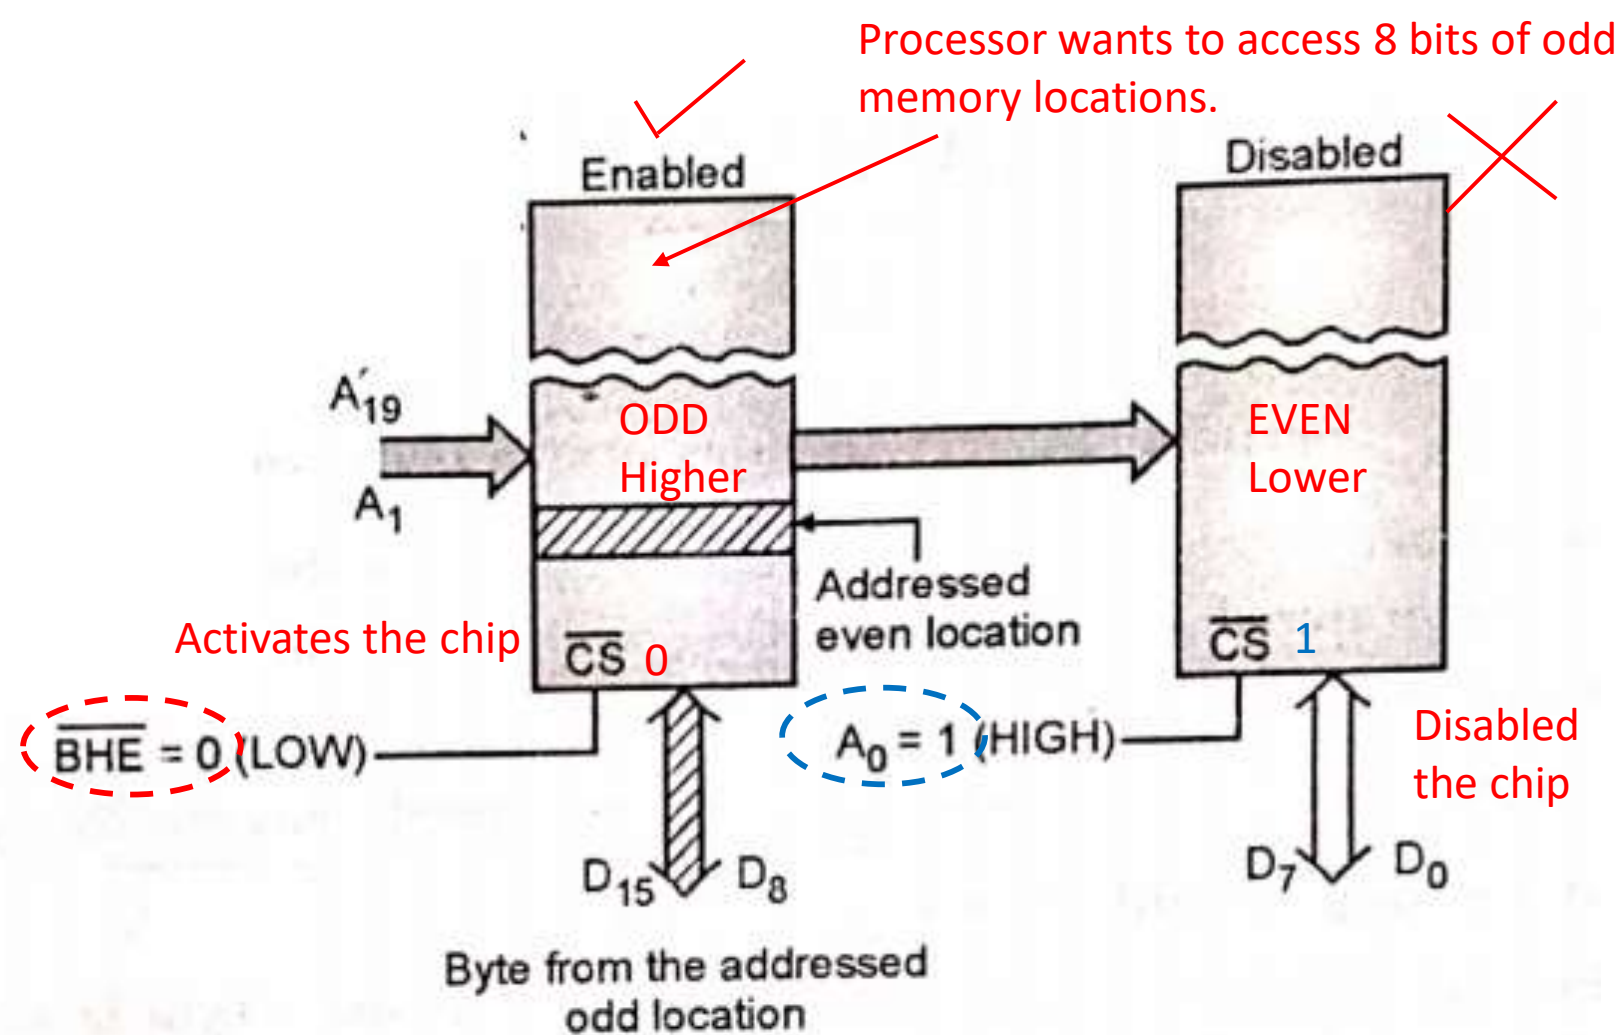 Processor wants to access 8 bits of odd
memory locations.
Enabled
Disabled
A19
A1
ODD
Higher
EVEN
Lower
Addressed
even location
Activates the chip
CS 0
CS 1
BHE = 0 (LOW)
A0 = 1 (HIGH)
Disabled
the chip
D15 D8
D7 D0
Byte from the addressed
odd location